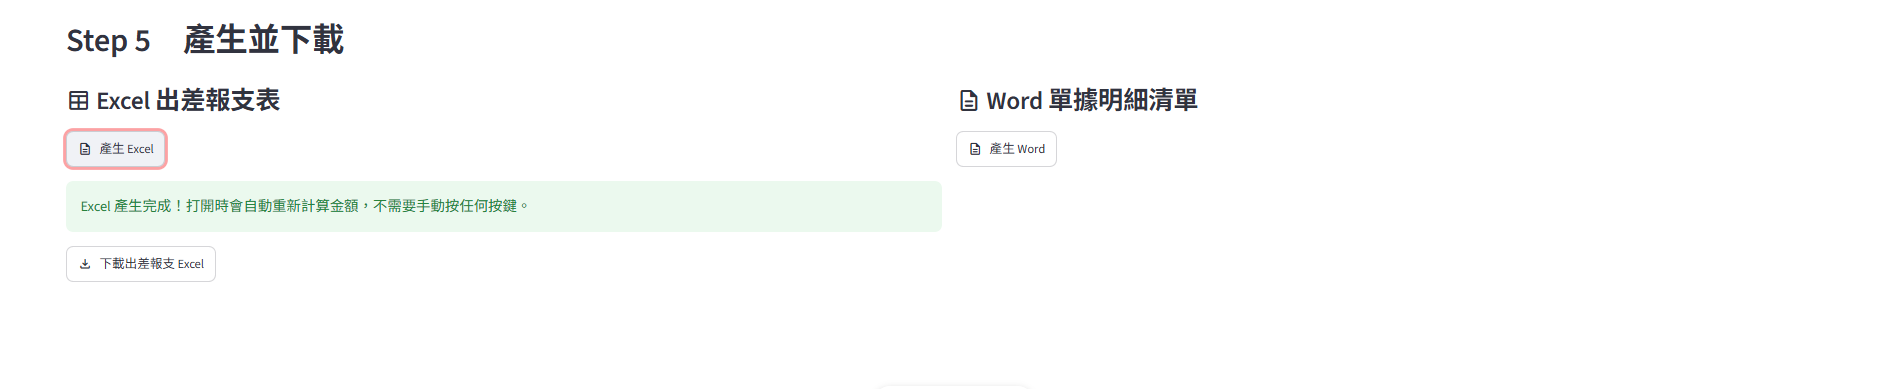 Step 5　產生並下載
Excel 出差報支表
產生 Excel
Excel 產生完成！打開時會自動重新計算金額，不需要手動按任何按鍵。
下載出差報支 Excel
Word 單據明細清單
產生 Word